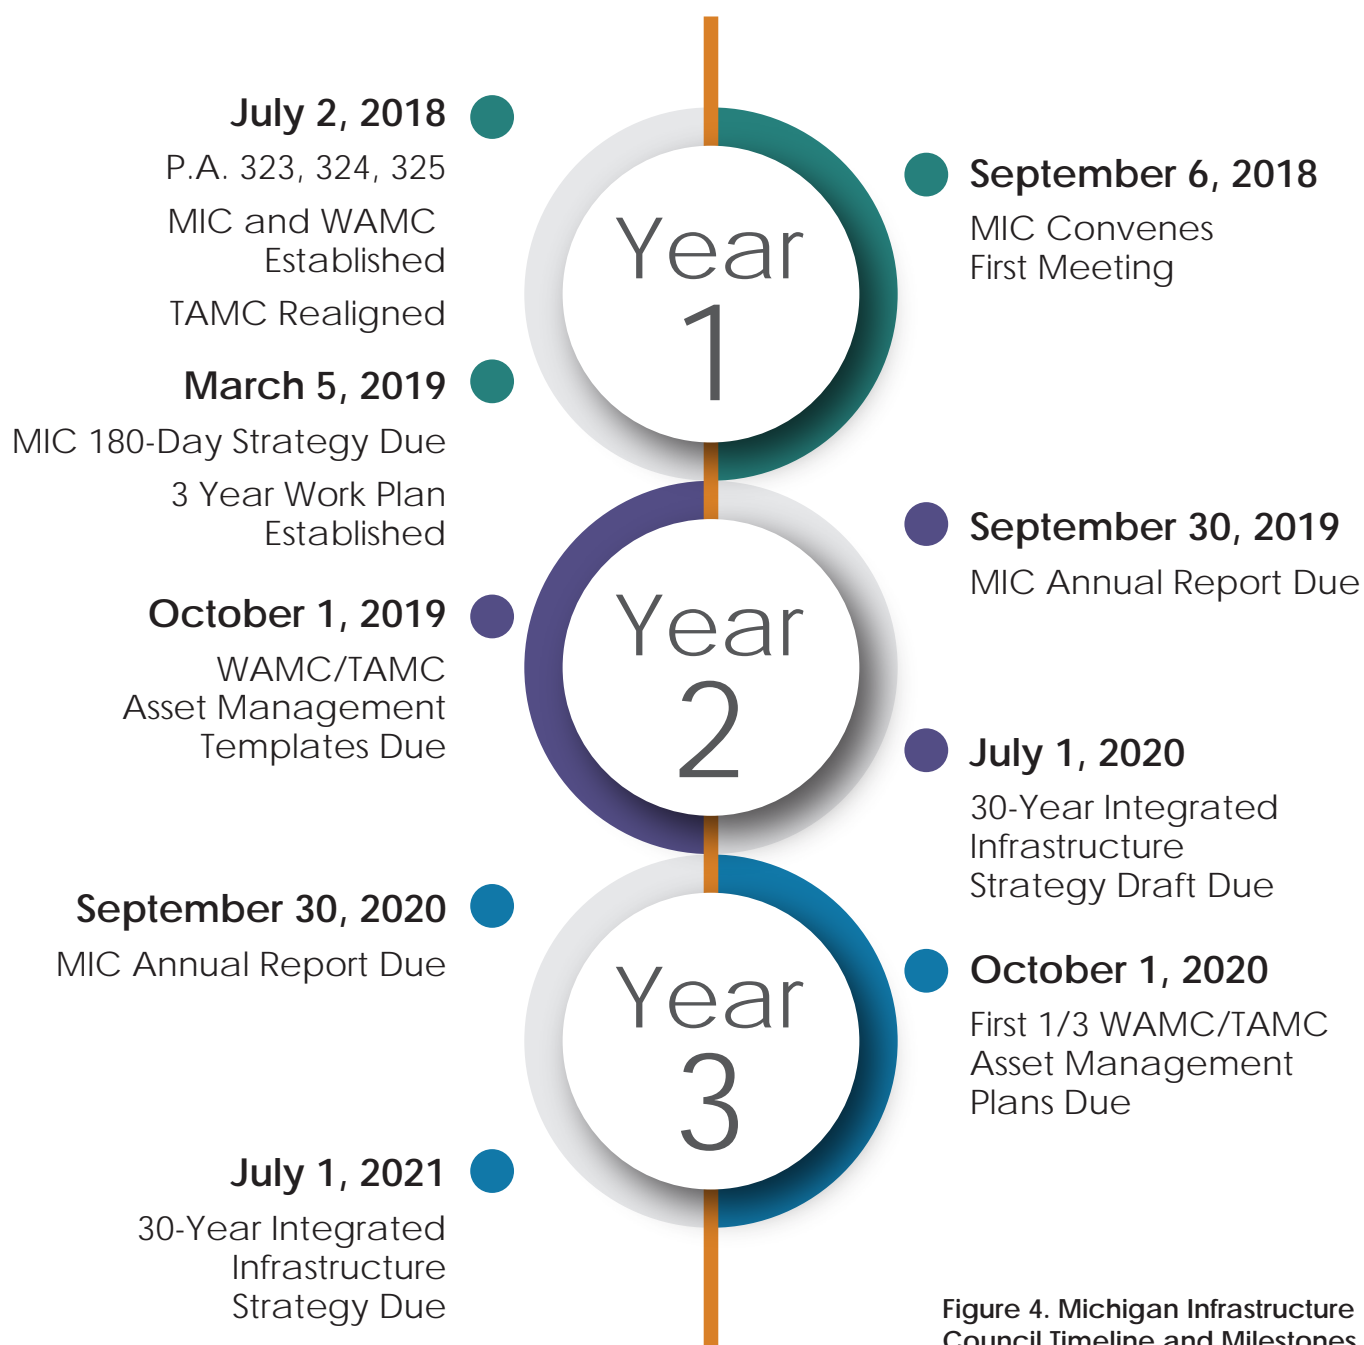 July 2, 2018
P.A. 323, 324, 325
MIC and WAMC
Established
TAMC Realigned
September 6, 2018
MIC Convenes
First Meeting
Year
1
March 5, 2019
MIC 180-Day Strategy Due
3 Year Work Plan
Established
September 30, 2019
MIC Annual Report Due
Year
2
October 1, 2019
WAMC/TAMC
Asset Management
Templates Due
July 1, 2020
30-Year Integrated
Infrastructure
Strategy Draft Due
September 30, 2020
MIC Annual Report Due
Year
3
October 1, 2020
First 1/3 WAMC/TAMC
Asset Management
Plans Due
July 1, 2021
30-Year Integrated
Infrastructure
Strategy Due
Figure 4. Michigan Infrastructure
Council Timeline and Milestones